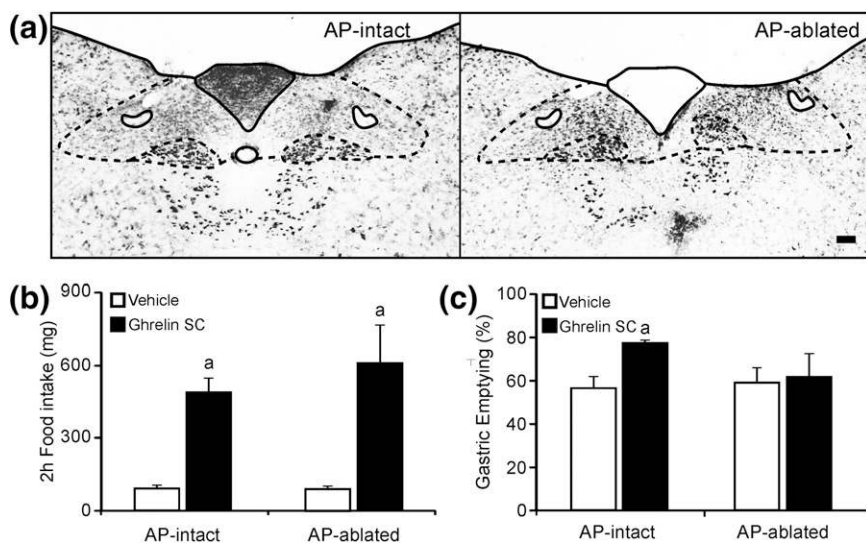 (a)
AP-intact
AP-ablated
(b)
Vehicle
Ghrelin SC
2h Food intake (mg)
900
600
300
0
a
a
AP-intact
AP-ablated
(c)
Vehicle
Ghrelin SC
Gastric Emptying (%)
100
80
60
40
20
0
a
AP-intact
AP-ablated